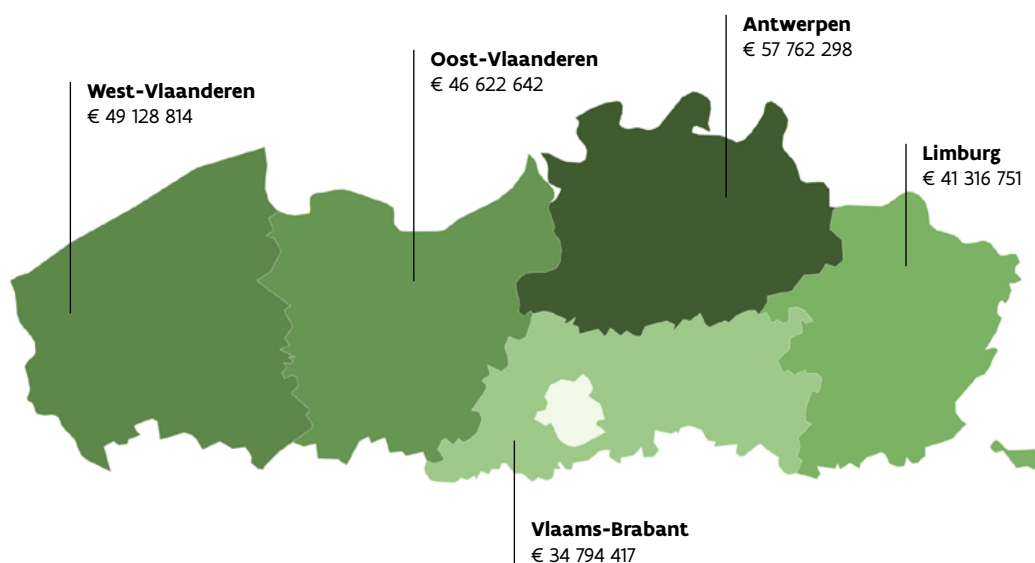 Antwerpen
€ 57 762 298
Oost-Vlaanderen
€ 46 622 642
West-Vlaanderen
€ 49 128 814
Limburg
€ 41 316 751
Vlaams-Brabant
€ 34 794 417